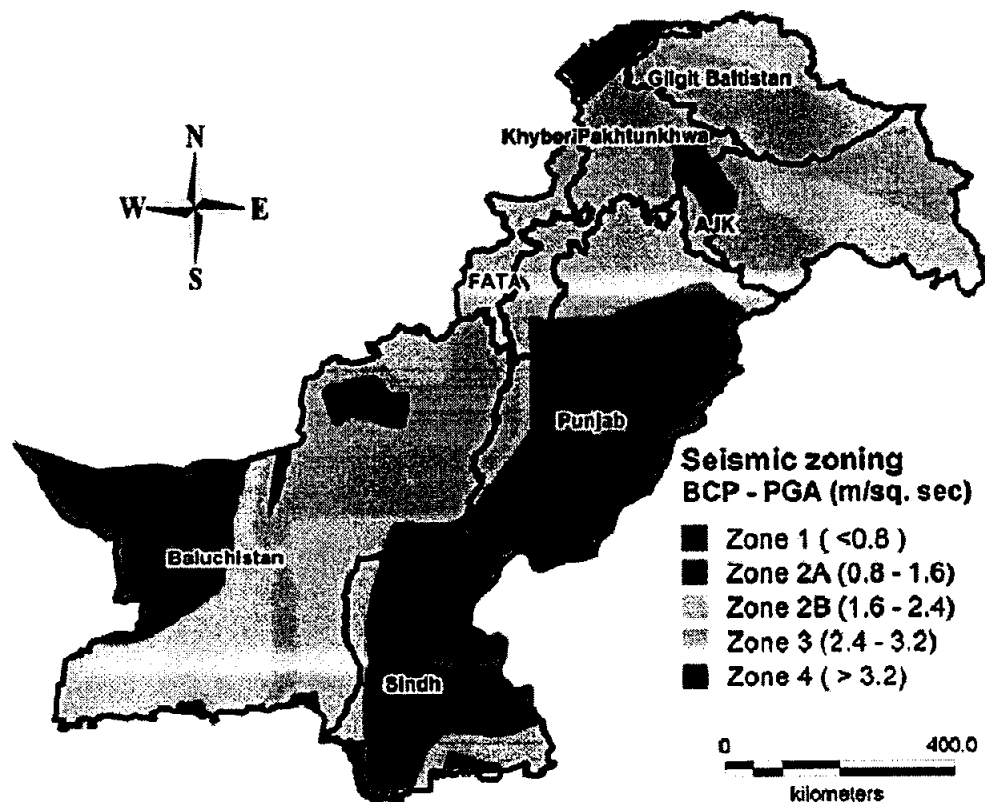 Gilgit Baltistan
Khyber Pakhtunkhwa
N
W E
S
AJK
FATA
Punjab
Seismic zoning
BCP - PGA (m/sq. sec)
Zone 1 ( <0.8 )
Zone 2A (0.8 - 1.6)
Zone 2B (1.6 - 2.4)
Zone 3 (2.4 - 3.2)
Zone 4 ( > 3.2)
Baluchistan
Sindh
0 400.0
kilometers